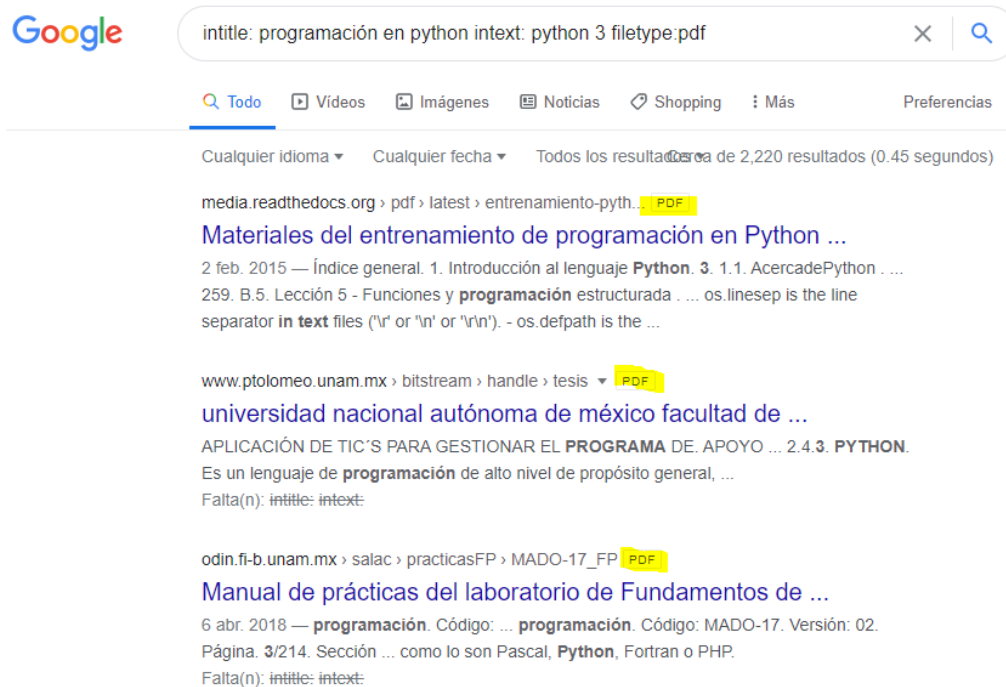 Google
intitle: programación en python intext: python 3 filetype:pdf
Todo Vídeos Imágenes Noticias Shopping Más Preferencias
Cualquier idioma Cualquier fecha Todos los resultados Cerca de 2,220 resultados (0.45 segundos)
media.readthedocs.org › pdf › latest › entrenamiento-pyth... PDF
Materiales del entrenamiento de programación en Python ...
2 feb. 2015 — Índice general. 1. Introducción al lenguaje Python. 3. 1.1. AcercadePython . ...
259. B.5. Lección 5 - Funciones y programación estructurada . ... os.linesep is the line
separator in text files ('\r' or '\n' or '\r\n'). - os.defpath is the ...
www.ptolomeo.unam.mx › bitstream › handle › tesis PDF
universidad nacional autónoma de méxico facultad de ...
APLICACIÓN DE TIC´S PARA GESTIONAR EL PROGRAMA DE. APOYO ... 2.4.3. PYTHON.
Es un lenguaje de programación de alto nivel de propósito general, ...
Falta(n): intitle: intext:
odin.fi-b.unam.mx › salac › practicasFP › MADO-17_FP PDF
Manual de prácticas del laboratorio de Fundamentos de ...
6 abr. 2018 — programación. Código: ... programación. Código: MADO-17. Versión: 02.
Página. 3/214. Sección ... como lo son Pascal, Python, Fortran o PHP.
Falta(n): intitle: intext: